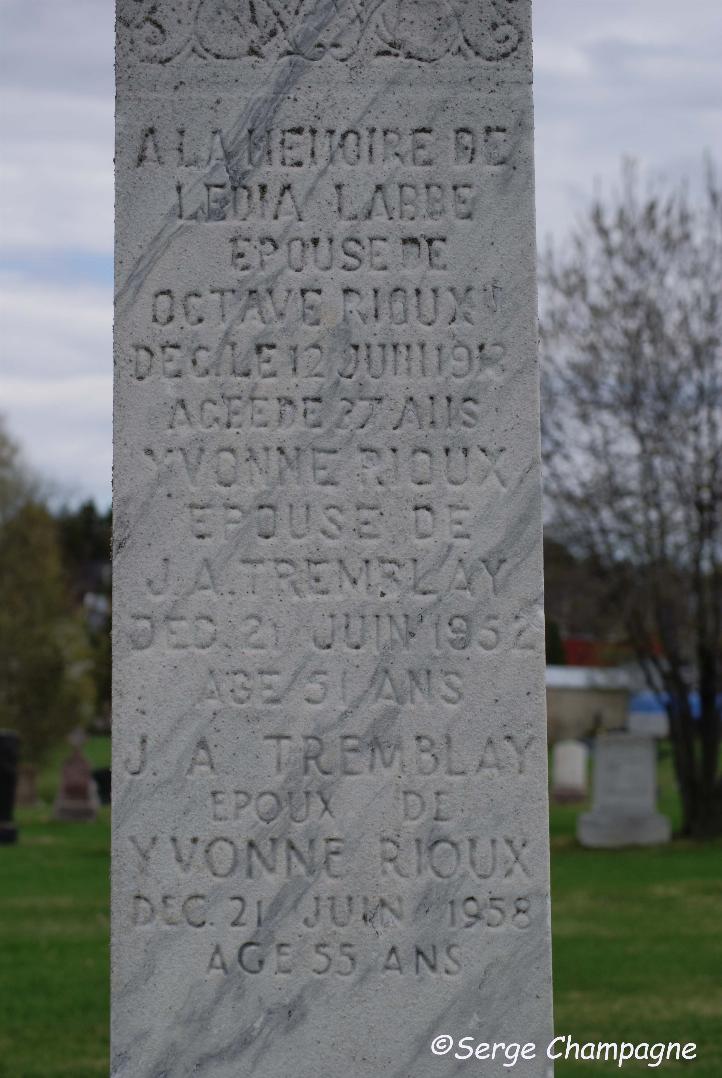 A LA MEMOIRE DE
LEDIA LABBE
EPOUSE DE
OCTAVE RIOUX
DEC. LE 12 JUIN
AGEE DE 27 ANS
YVONNE RIOUX
EPOUSE DE
J. A. TREMBLAY
DEC. 21 JUIN 1952
AGE 51 ANS
J. A. TREMBLAY
EPOUX DE
YVONNE RIOUX
DEC. 21 JUIN 1958
AGE 55 ANS
©Serge Champagne